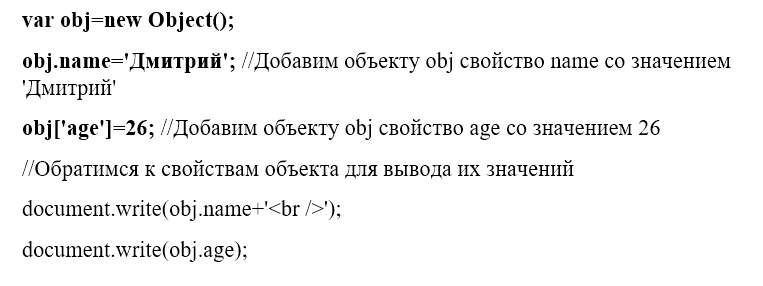 var obj=new Object();
obj.name='Дмитрий'; //Добавим объекту obj свойство name со значением
'Дмитрий'
obj['age']=26; //Добавим объекту obj свойство age со значением 26
//Обратимся к свойствам объекта для вывода их значений
document.write(obj.name+'<br />');
document.write(obj.age);